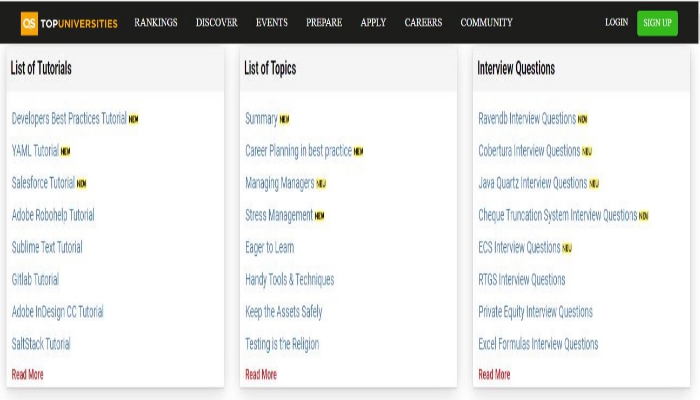 QS TOPUNIVERSITIES RANKINGS DISCOVER EVENTS PREPARE APPLY CAREERS COMMUNITY LOGIN SIGN UP
List of Tutorials
Developers Best Practices Tutorial NEW
YAML Tutorial NEW
Salesforce Tutorial NEW
Adobe Robohelp Tutorial
Sublime Text Tutorial
Gitlab Tutorial
Adobe InDesign CC Tutorial
SaltStack Tutorial
Read More
List of Topics
Summary NEW
Career Planning in best practice NEW
Managing Managers NEW
Stress Management NEW
Eager to Learn
Handy Tools & Techniques
Keep the Assets Safely
Testing is the Religion
Read More
Interview Questions
Ravendb Interview Questions NEW
Cobertura Interview Questions NEW
Java Quartz Interview Questions NEW
Cheque Truncation System Interview Questions NEW
ECS Interview Questions NEW
RTGS Interview Questions
Private Equity Interview Questions
Excel Formulas Interview Questions
Read More